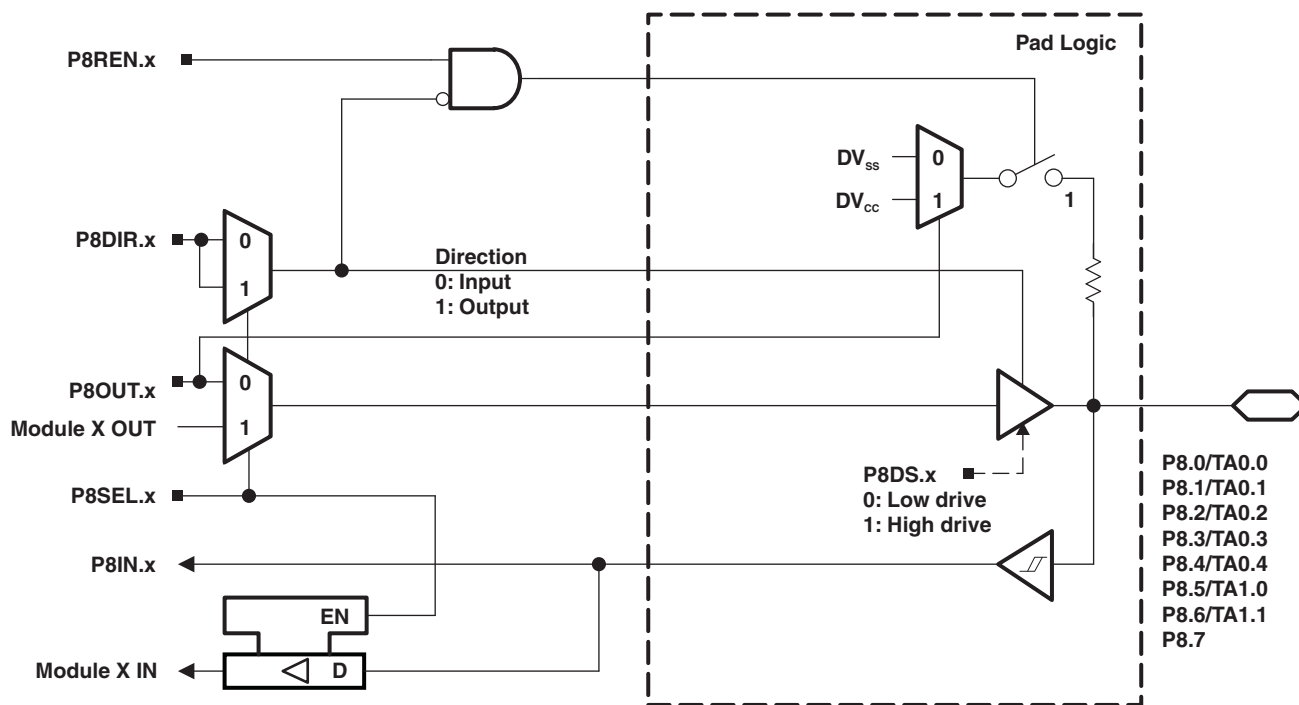 Pad Logic
P8REN.x
DVSS
0
DVCC
1
1
P8DIR.x
0
1
Direction
0: Input
1: Output
P8OUT.x
0
Module X OUT
1
P8DS.x
0: Low drive
1: High drive
P8SEL.x
P8IN.x
EN
Module X IN
D
P8.0/TA0.0
P8.1/TA0.1
P8.2/TA0.2
P8.3/TA0.3
P8.4/TA0.4
P8.5/TA1.0
P8.6/TA1.1
P8.7